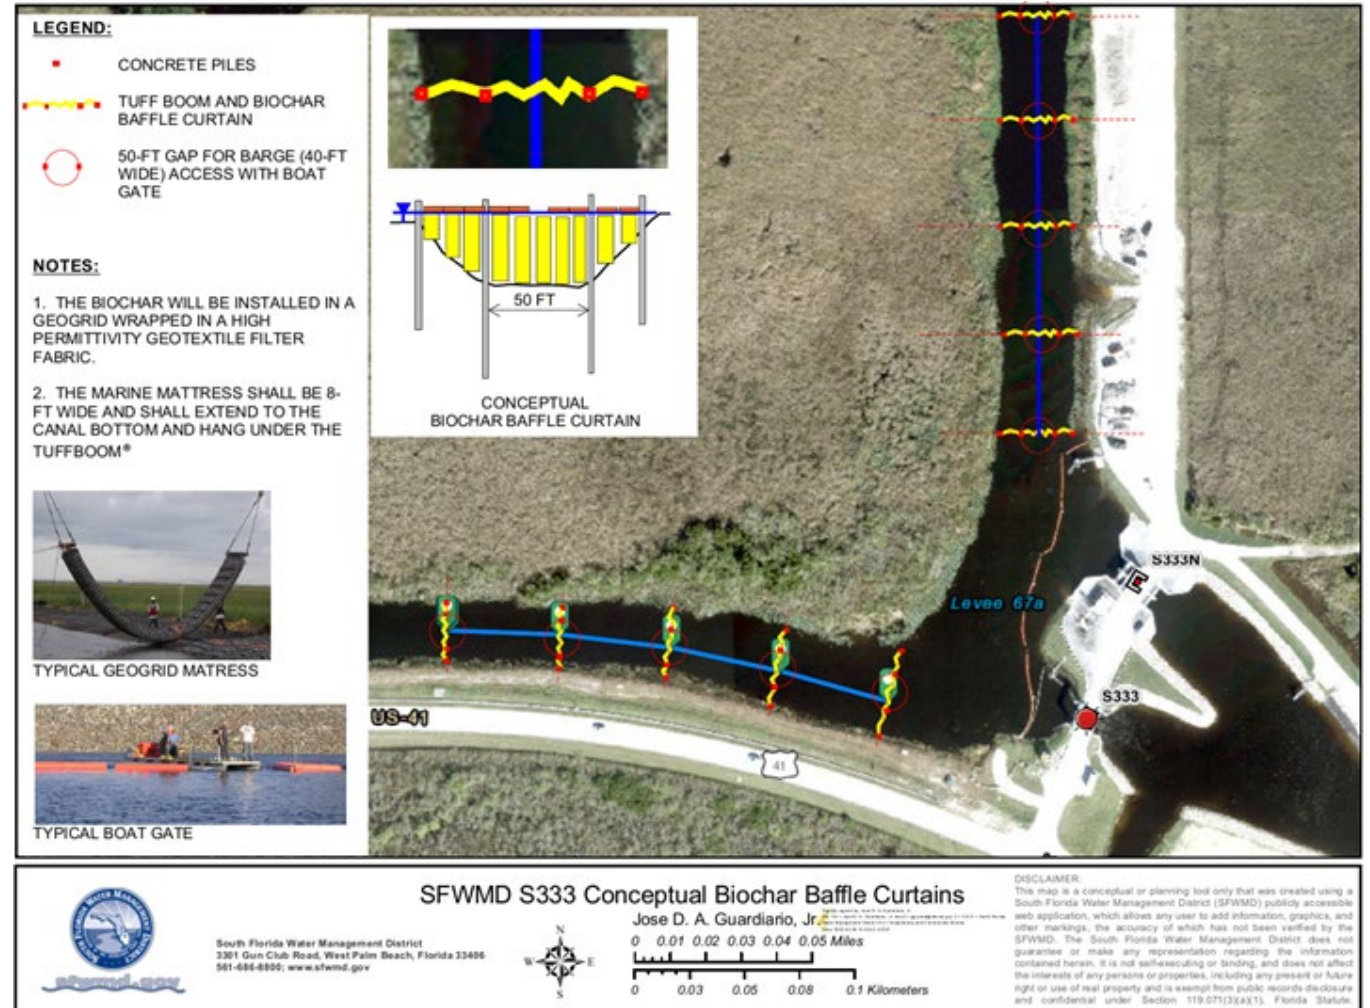 LEGEND:
CONCRETE PILES
TUFF BOOM AND BIOCHAR
BAFFLE CURTAIN
50-FT GAP FOR BARGE (40-FT
WIDE) ACCESS WITH BOAT
GATE
NOTES:
1. THE BIOCHAR WILL BE INSTALLED IN A
GEOGRID WRAPPED IN A HIGH
PERMITTIVITY GEOTEXTILE FILTER
FABRIC.
2. THE MARINE MATTRESS SHALL BE 8-
FT WIDE AND SHALL EXTEND TO THE
CANAL BOTTOM AND HANG UNDER THE
TUFFBOOM®
TYPICAL GEOGRID MATRESS
TYPICAL BOAT GATE
50 FT
CONCEPTUAL
BIOCHAR BAFFLE CURTAIN
S333N
Levee 67a
S333
US-41
41
SFWMD S333 Conceptual Biochar Baffle Curtains
Jose D. A. Guardiario, Jr.
0 0.01 0.02 0.03 0.04 0.05 Miles
0 0.03 0.05 0.08 0.1 Kilometers
N
W E
S
SOUTH FLORIDA WATER MANAGEMENT DISTRICT
sfwmd.gov
South Florida Water Management District
3301 Gun Club Road, West Palm Beach, Florida 33406
561-686-8800; www.sfwmd.gov
DISCLAIMER:
This map is a conceptual or planning tool only that was created using a
South Florida Water Management District (SFWMD) publicly accessible
web application, which allows any user to add information, graphics, and
other markings, the accuracy of which has not been verified by the
SFWMD. The South Florida Water Management District does not
guarantee or make any representation regarding the information
contained herein. It is not self-executing or binding, and does not affect
the interests of any persons or properties, including any present or future
right or use of real property and is exempt from public records disclosure
and confidential under Section 119.071(3)(a)(1), Florida Statute